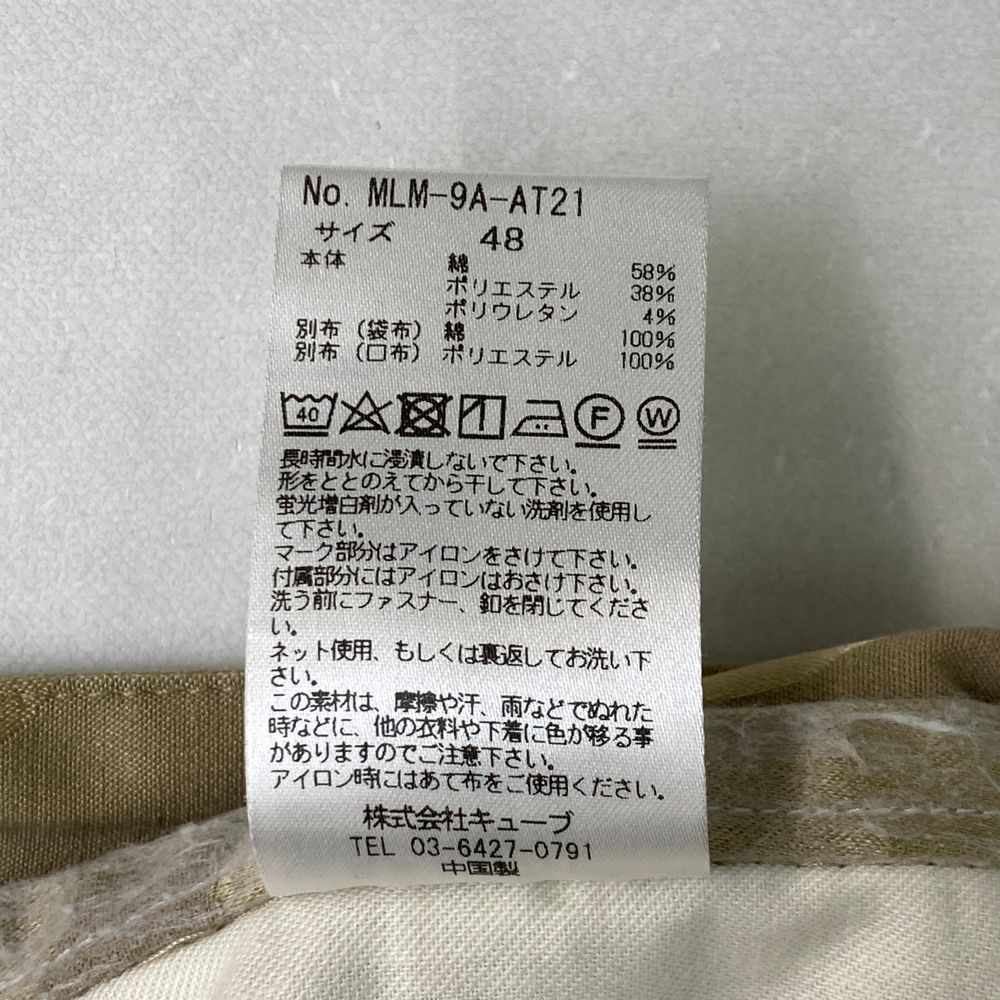 No. MLM-9A-AT21
サイズ 48
本体 綿 58%
ポリエステル 38%
ポリウレタン 4%
別布（袋布）綿 100%
別布（口布）ポリエステル 100%
40 F W
長時間水に浸漬しないで下さい。
形をととのえてから干して下さい。
蛍光増白剤が入っていない洗剤を使用し
て下さい。
マーク部分はアイロンをさけて下さい。
付属部分にはアイロンはおさけ下さい。
洗う前にファスナー、釦を閉じてくださ
い。
ネット使用、もしくは裏返してお洗い下
さい。
この素材は、摩擦や汗、雨などでぬれた
時などに、他の衣料や下着に色が移る事
がありますのでご注意下さい。
アイロン時にはあて布をご使用ください。
株式会社キューブ
TEL 03-6427-0791
中国製